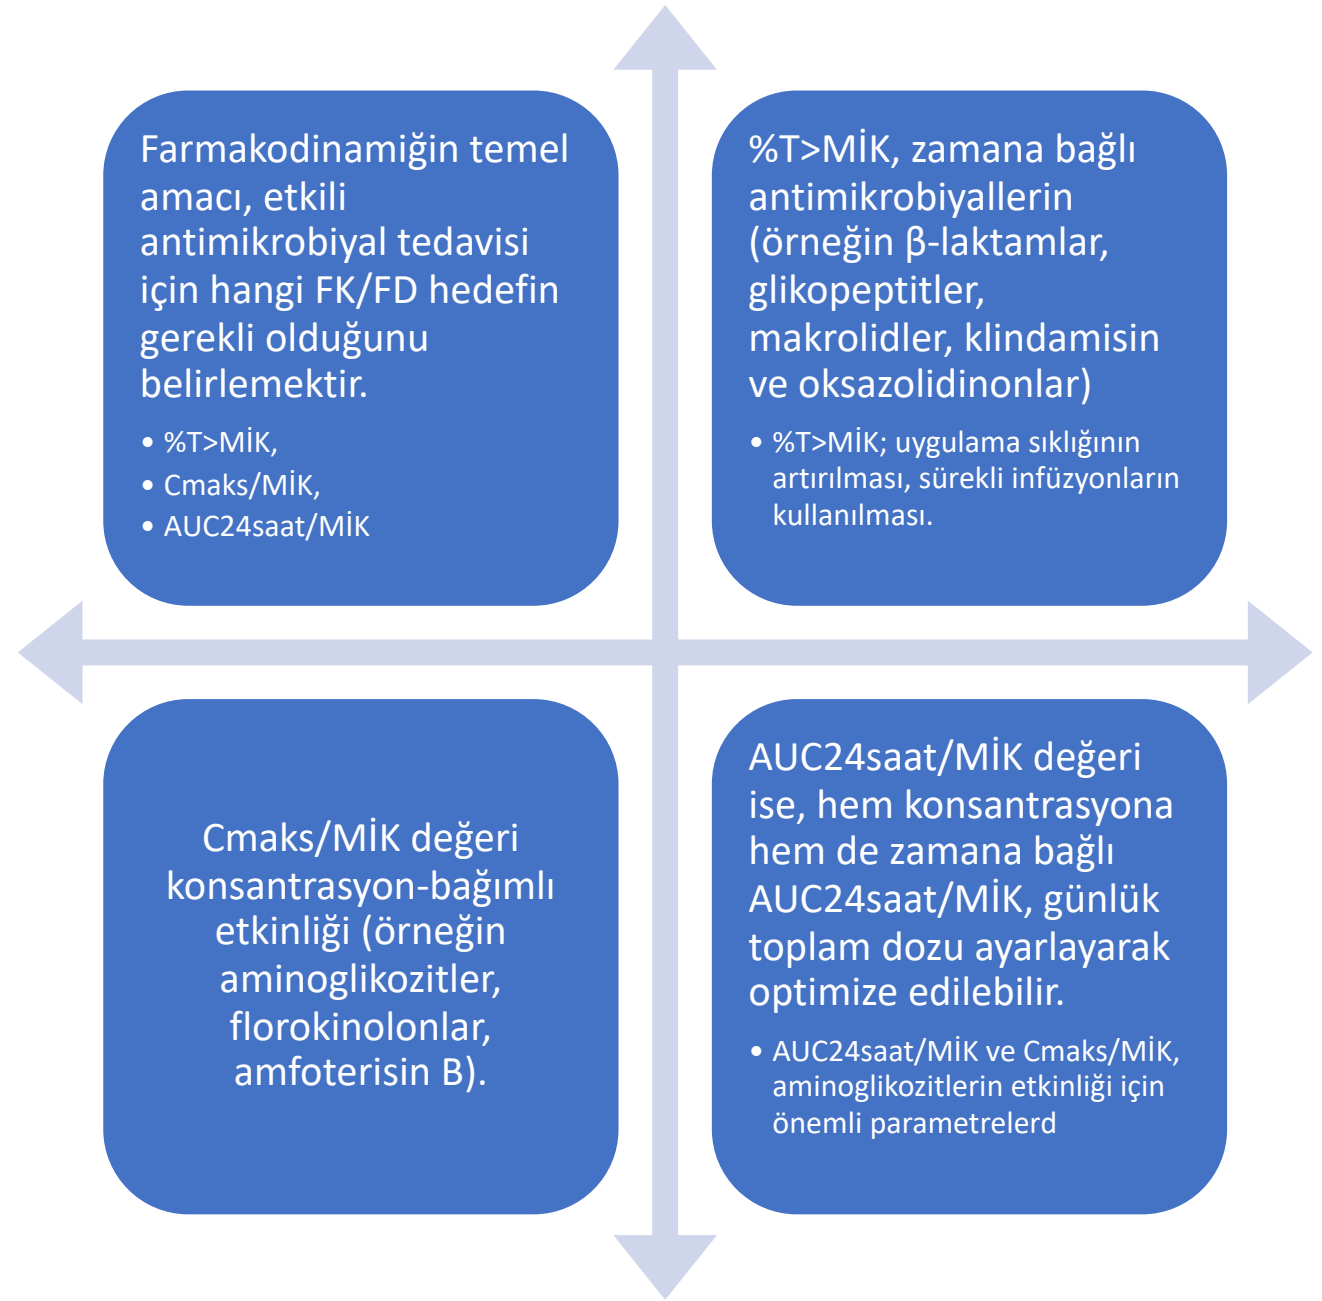 Farmakodinamiğin temel
amacı, etkili
antimikrobiyal tedavisi
için hangi FK/FD hedefin
gerekli olduğunu
belirlemektir.
• %T>MİK,
• Cmaks/MİK,
• AUC24saat/MİK
%T>MİK, zamana bağlı
antimikrobiyallerin
(örneğin β-laktamlar,
glikopeptitler,
makrolidler, klindamisin
ve oksazolidinonlar)
• %T>MİK; uygulama sıklığının
artırılması, sürekli infüzyonların
kullanılması.
Cmaks/MİK değeri
konsantrasyon-bağımlı
etkinliği (örneğin
aminoglikozitler,
florokinolonlar,
amfoterisin B).
AUC24saat/MİK değeri
ise, hem konsantrasyona
hem de zamana bağlı
AUC24saat/MİK, günlük
toplam dozu ayarlayarak
optimize edilebilir.
• AUC24saat/MİK ve Cmaks/MİK,
aminoglikozitlerin etkinliği için
önemli parametrelerd